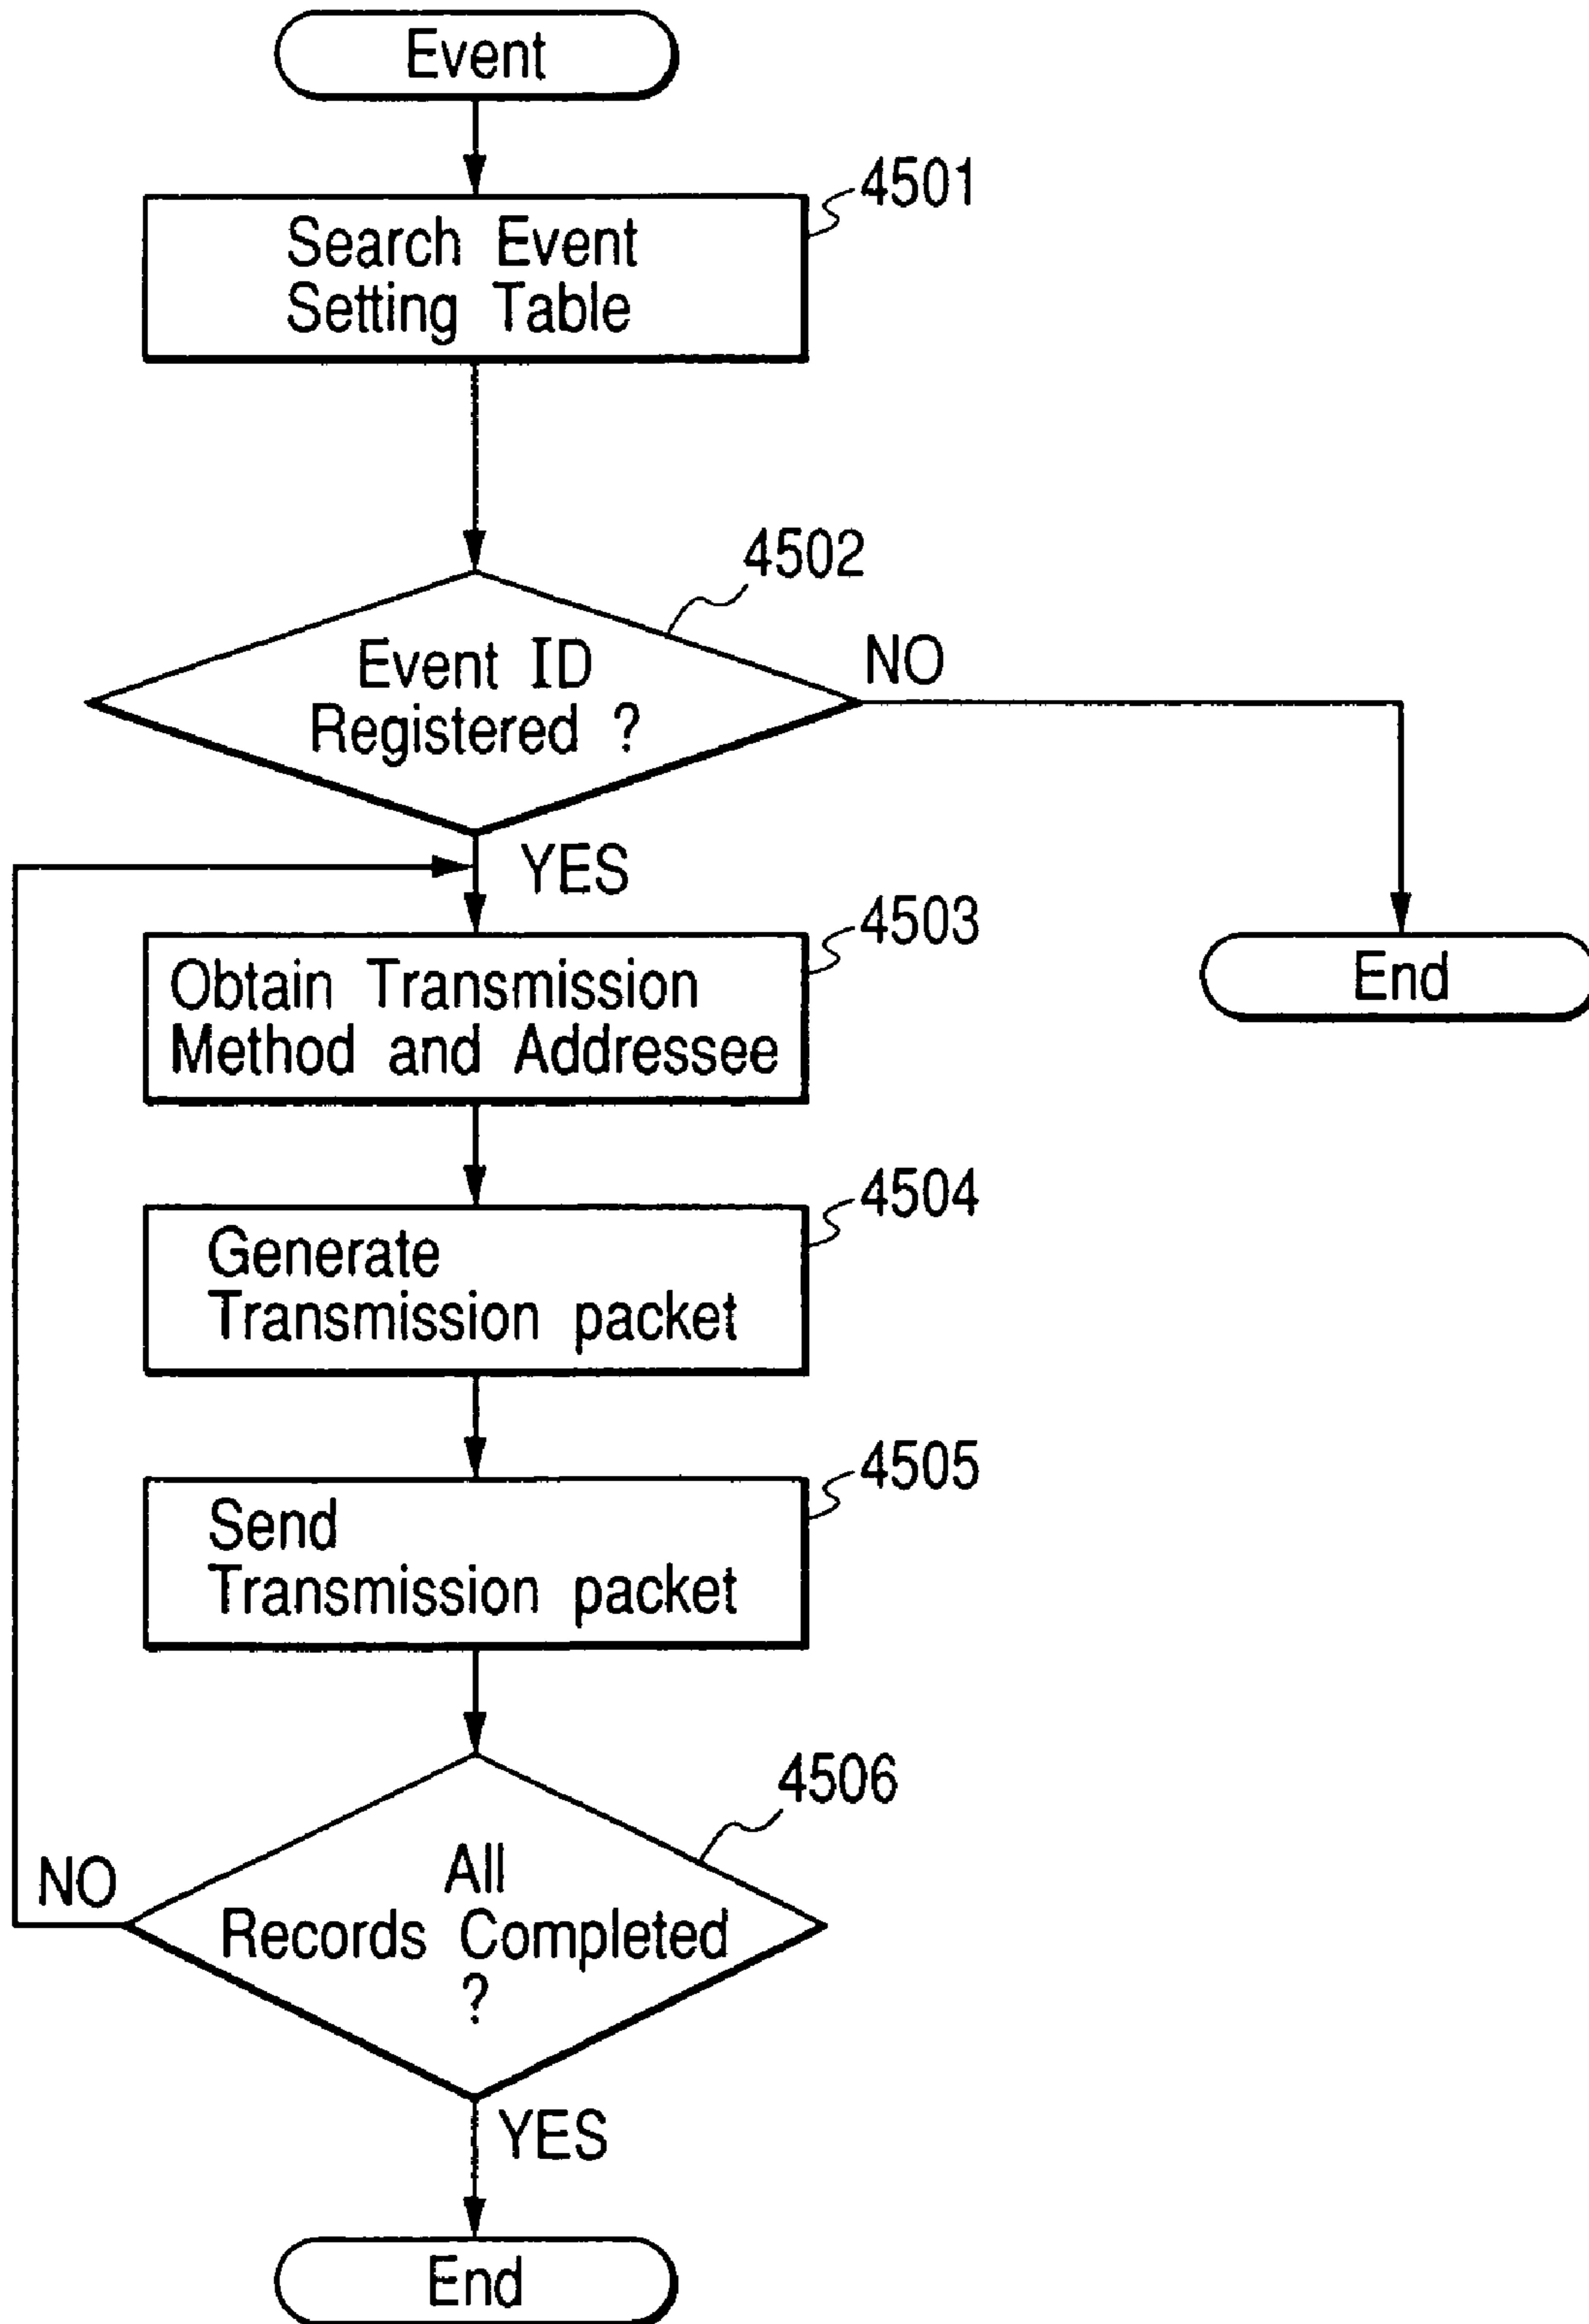 Event
4501
Search Event
Setting Table
4502
Event ID
Registered ?
NO
YES
4503
Obtain Transmission
Method and Addressee
End
4504
Generate
Transmission packet
4505
Send
Transmission packet
4506
All
Records Completed
?
NO
YES
End